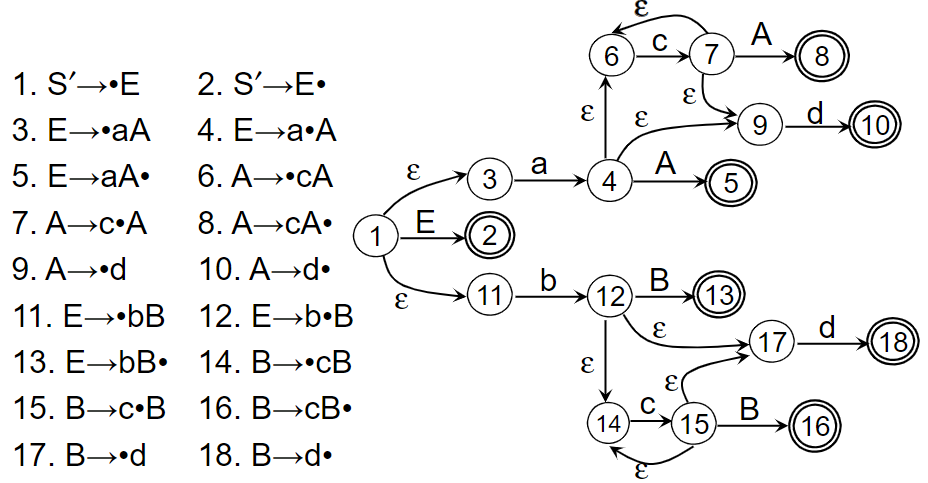 1. S′→•E 2. S′→E•
3. E→•aA 4. E→a•A
5. E→aA• 6. A→•cA
7. A→c•A 8. A→cA•
9. A→•d 10. A→d•
11. E→•bB 12. E→b•B
13. E→bB• 14. B→•cB
15. B→c•B 16. B→cB•
17. B→•d 18. B→d•
ε
6 c 7 A 8
ε ε ε 9 d 10
ε 3 a 4 A 5
1 E 2
ε 11 b 12 B 13
ε ε 17 d 18
ε
14 c 15 B 16
ε